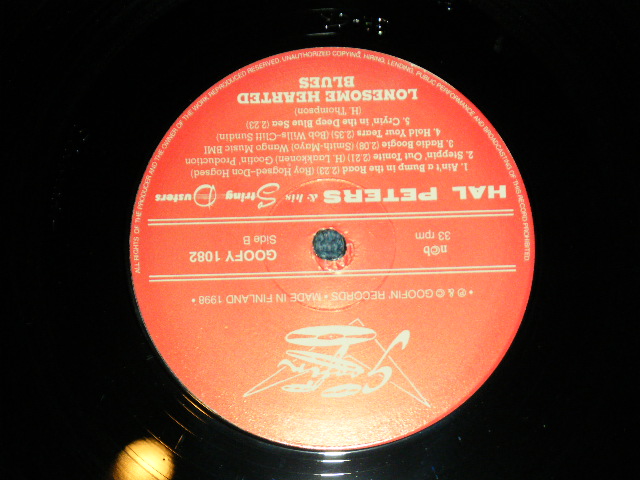 Goofin'
℗ & © GOOFIN' RECORDS • MADE IN FINLAND 1998 •
n©b
33 rpm
GOOFY 1082
Side B
HAL PETERS & his String Dusters
1. Ain't a Bump in the Road (2.23) (Roy Hogsed-Don Hogsed)
2. Steppin' Out Tonite (2.21) (H. Laukkonen) Goofin Production
3. Radio Boogie (2.08) (Smith-Mayo) Wango Music BMI
4. Hold Your Tears (2.35) (Bob Wills-Cliff Sundin)
5. Cryin' in the Deep Blue Sea (2.23)
(H. Thompson)
LONESOME HEARTED
BLUES
ALL RIGHTS OF THE PRODUCER AND THE OWNER OF THE WORK REPRODUCED RESERVED. UNAUTHORIZED COPYING, HIRING, LENDING, PUBLIC PERFORMANCE AND BROADCASTING OF THIS RECORD PROHIBITED.